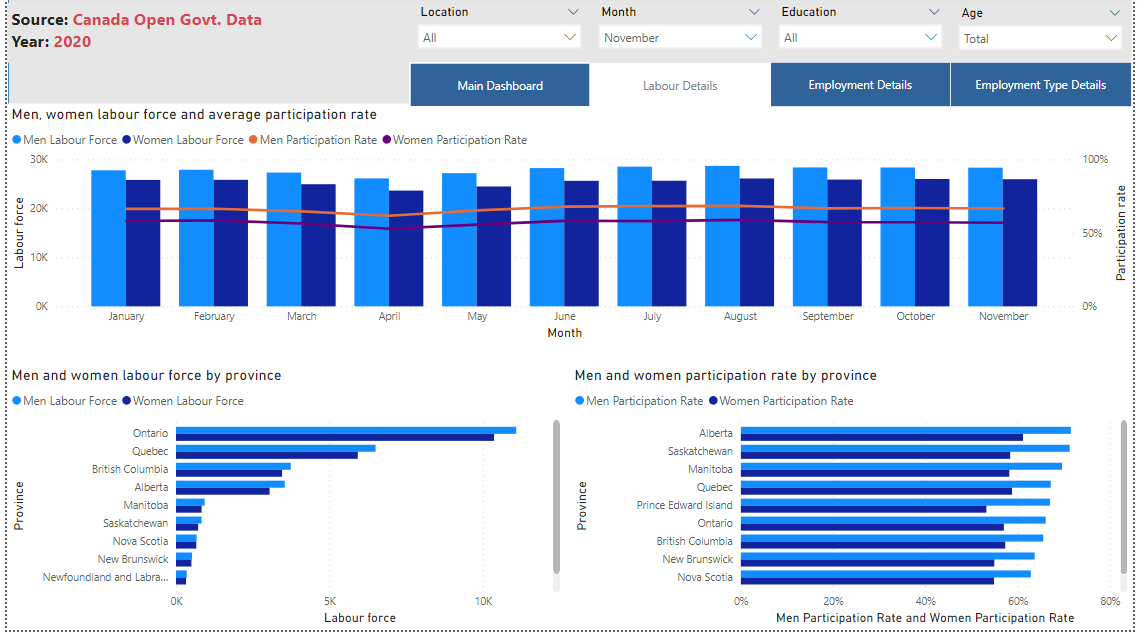 Source: Canada Open Govt. Data
Year: 2020
Location Month Education Age
All November All Total
Main Dashboard Labour Details Employment Details Employment Type Details
Men, women labour force and average participation rate
Men Labour Force Women Labour Force Men Participation Rate Women Participation Rate
30K 100%
20K
50%
10K
0K 0%
Labour force
Participation rate
January February March April May June July August September October November
Month
Men and women labour force by province
Men Labour Force Women Labour Force
Province
Ontario
Quebec
British Columbia
Alberta
Manitoba
Saskatchewan
Nova Scotia
New Brunswick
Newfoundland and Labra...
0K 5K 10K
Labour force
Men and women participation rate by province
Men Participation Rate Women Participation Rate
Province
Alberta
Saskatchewan
Manitoba
Quebec
Prince Edward Island
Ontario
British Columbia
New Brunswick
Nova Scotia
0% 20% 40% 60% 80%
Men Participation Rate and Women Participation Rate